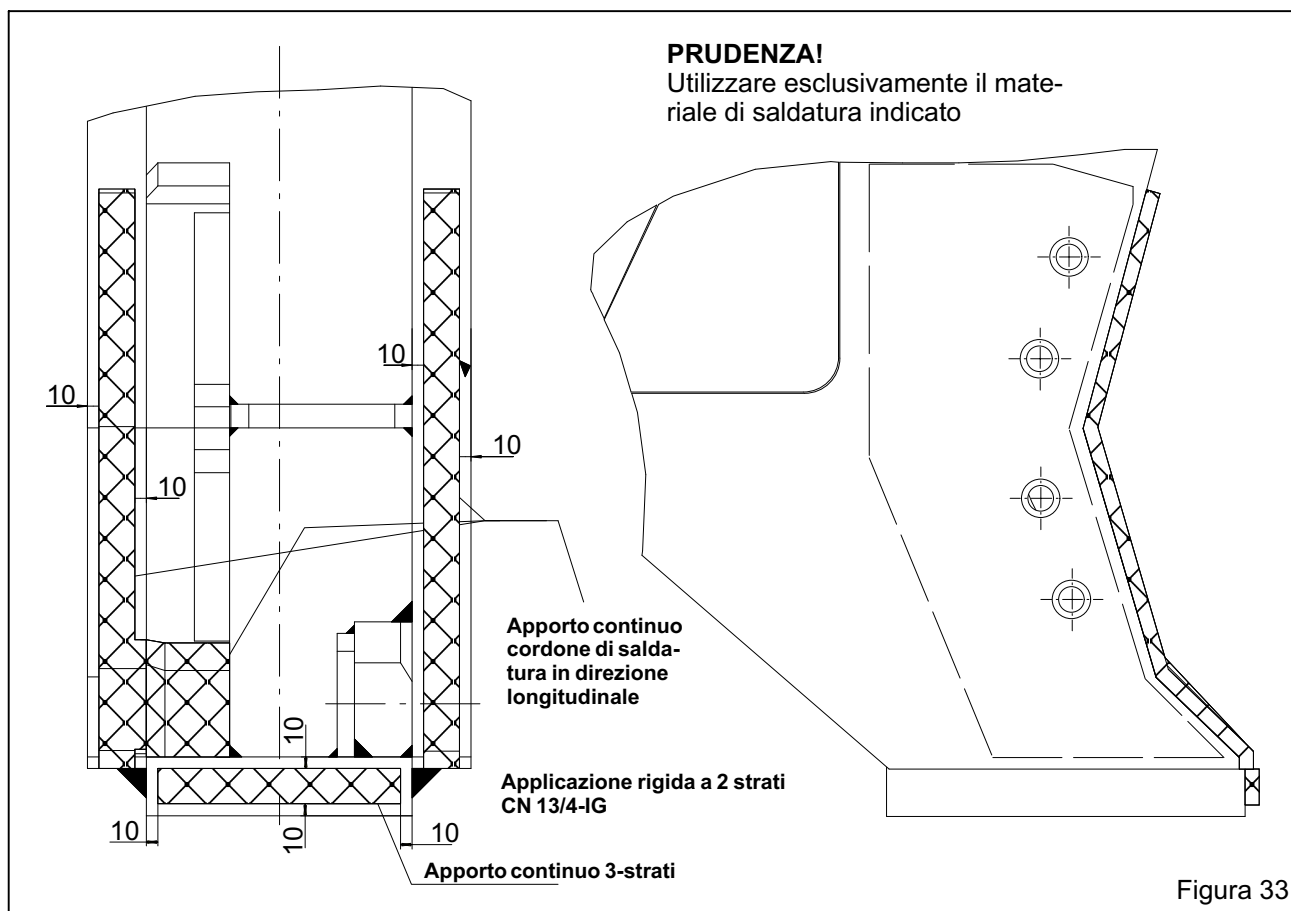 PRUDENZA!
Utilizzare esclusivamente il mate-
riale di saldatura indicato
10
10
10
10
Apporto continuo
cordone di salda-
tura in direzione
longitudinale
10
Applicazione rigida a 2 strati
CN 13/4-IG
10
10
10
Apporto continuo 3-strati
Figura 33